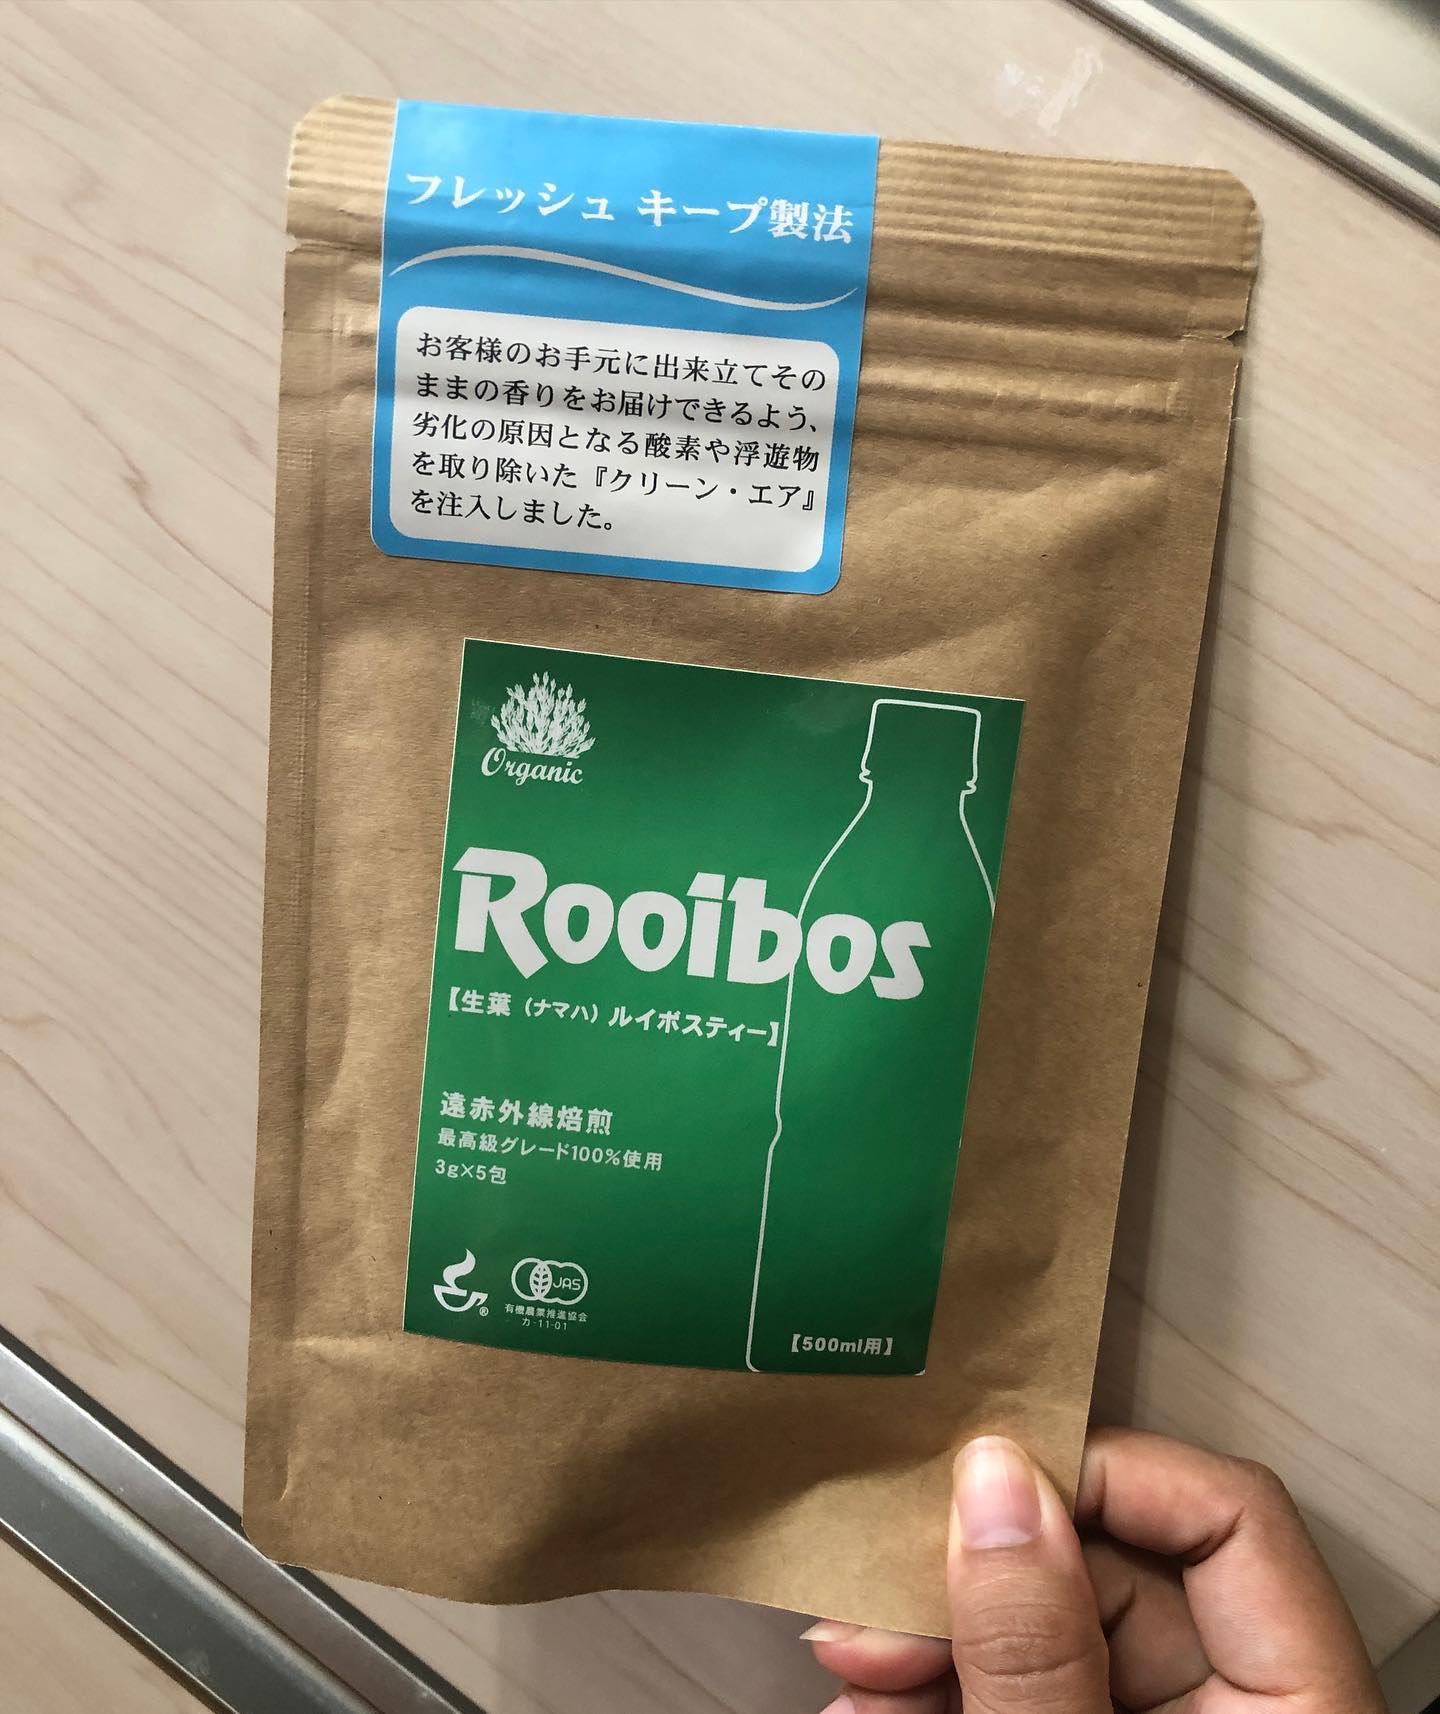 フレッシュ キープ製法
お客様のお手元に出来立てその
ままの香りをお届けできるよう、
劣化の原因となる酸素や浮遊物
を取り除いた『クリーン・エア』
を注入しました。
Organic
Rooibos
【生葉（ナマハ）ルイボスティー】
遠赤外線焙煎
最高級グレード100%使用
3g×5包
®
JAS
有機農業推進協会
カ-11-01
【500ml用】